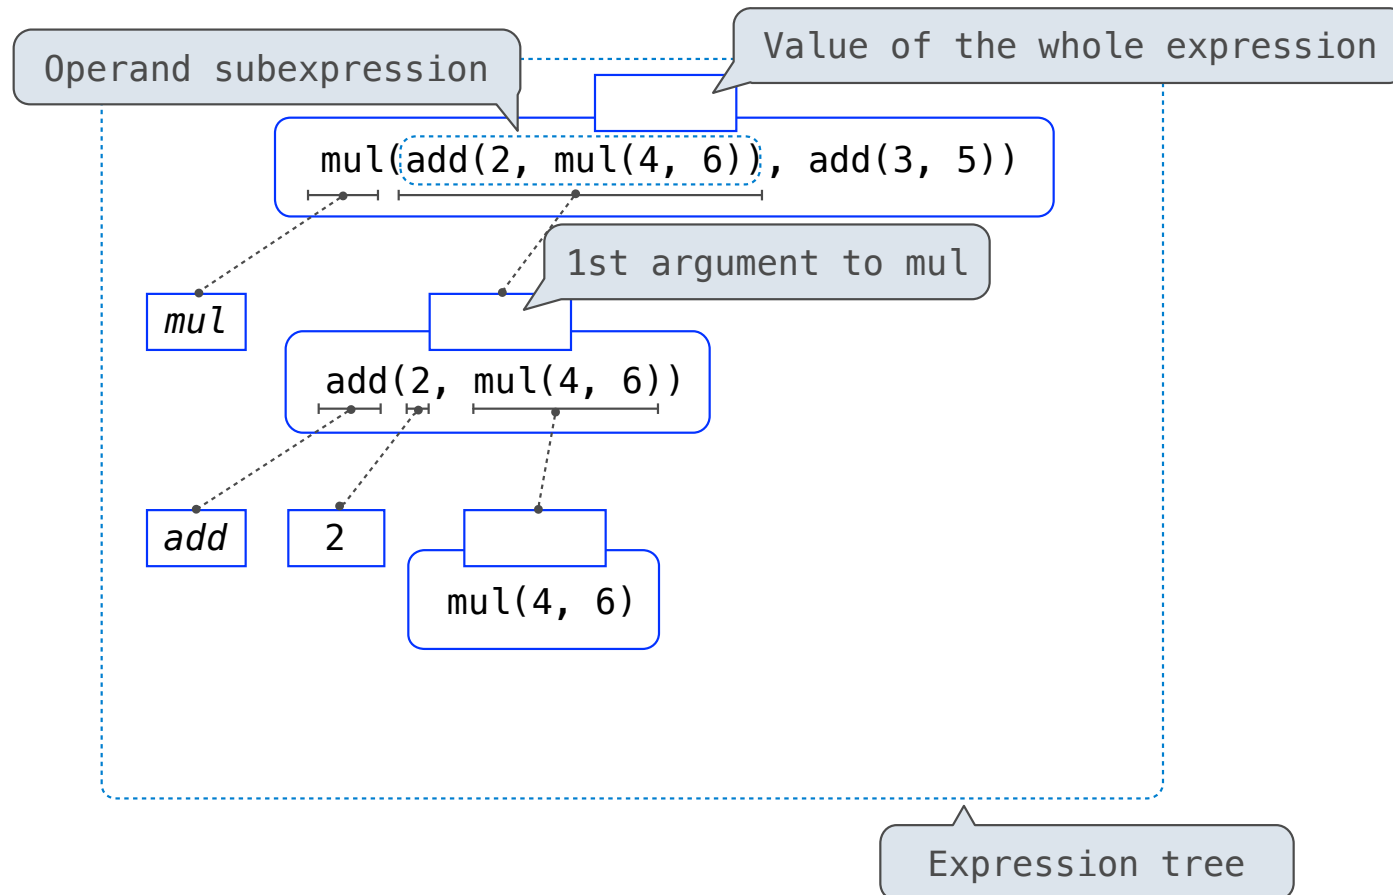 Value of the whole expression
Operand subexpression
mul(add(2, mul(4, 6)), add(3, 5))
1st argument to mul
mul
add(2, mul(4, 6))
add
2
mul(4, 6)
Expression tree